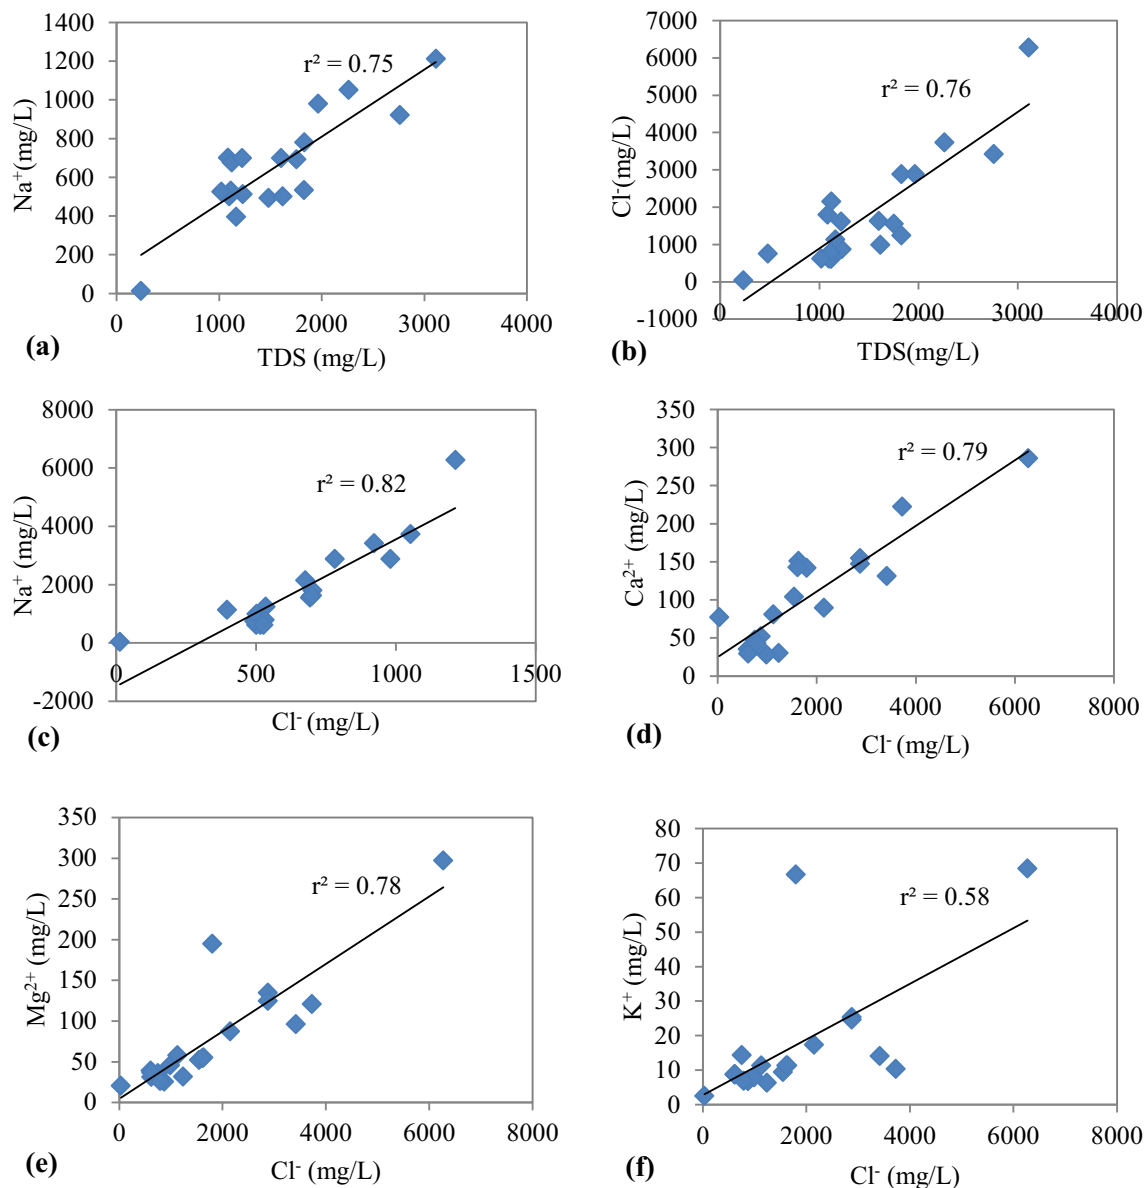 1400
1200
1000
800
600
400
200
0
0 1000 2000 3000 4000
Na⁺(mg/L)
r² = 0.75
(a)
TDS (mg/L)
7000
6000
5000
4000
3000
2000
1000
0
-1000
0 1000 2000 3000 4000
Cl⁻(mg/L)
r² = 0.76
(b)
TDS(mg/L)
8000
6000
4000
2000
0
-2000
0 500 1000 1500
Na⁺ (mg/L)
r² = 0.82
(c)
Cl⁻ (mg/L)
350
300
250
200
150
100
50
0
0 2000 4000 6000 8000
Ca²⁺ (mg/L)
r² = 0.79
(d)
Cl⁻ (mg/L)
350
300
250
200
150
100
50
0
0 2000 4000 6000 8000
Mg²⁺ (mg/L)
r² = 0.78
(e)
Cl⁻ (mg/L)
80
70
60
50
40
30
20
10
0
0 2000 4000 6000 8000
K⁺ (mg/L)
r² = 0.58
(f)
Cl⁻ (mg/L)